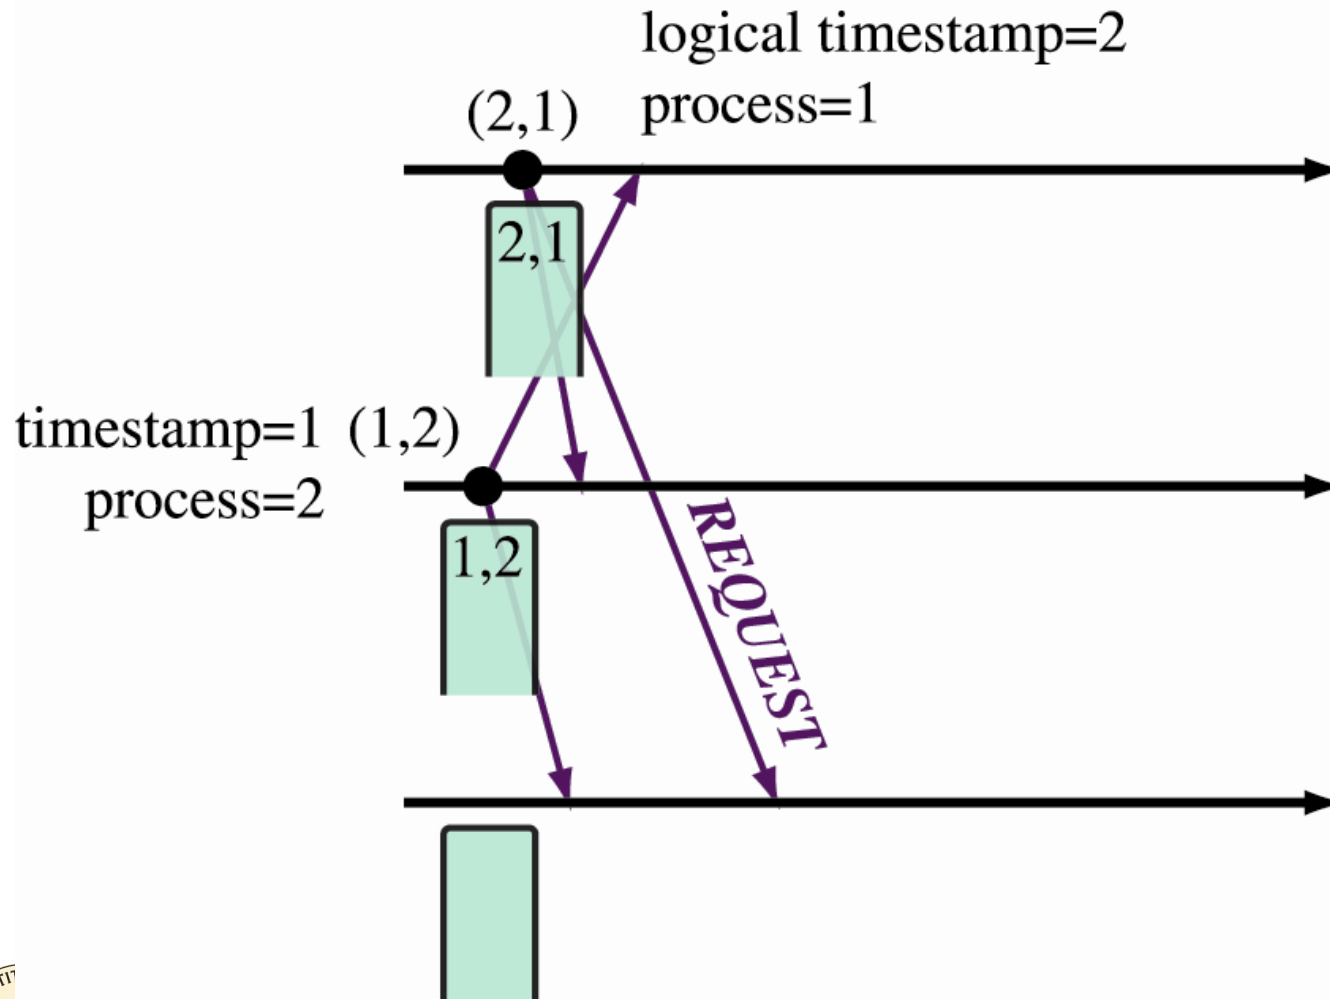 logical timestamp=2
process=1
(2,1)
2,1
timestamp=1 (1,2)
process=2
1,2
REQUEST